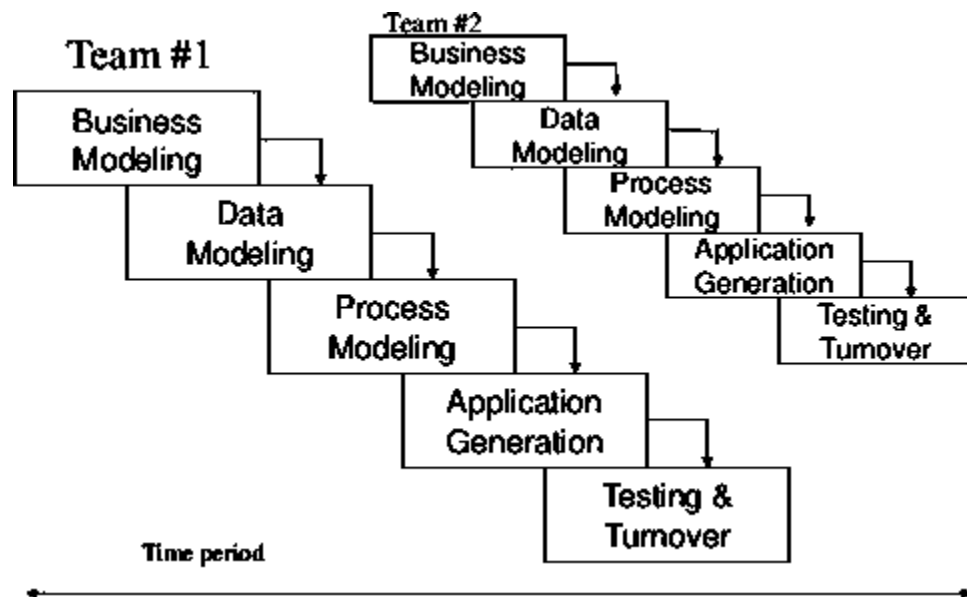 Team #1
Business
Modeling
Data
Modeling
Process
Modeling
Application
Generation
Testing &
Turnover
Team #2
Business
Modeling
Data
Modeling
Process
Modeling
Application
Generation
Testing &
Turnover
Time period